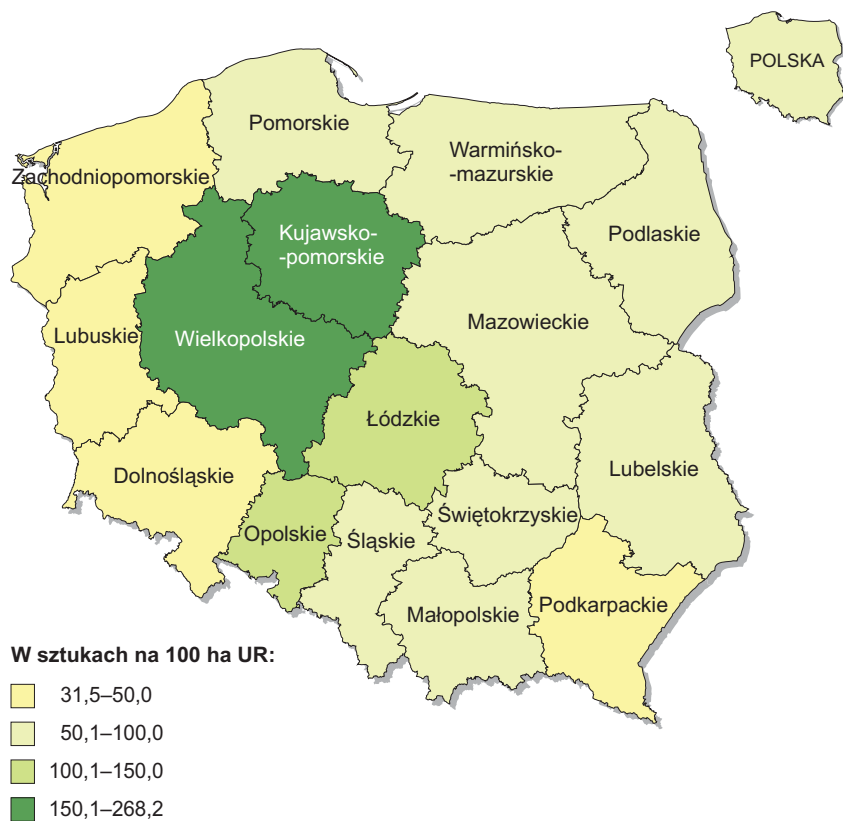 POLSKA
Pomorskie
Warmińsko-
-mazurskie
Zachodniopomorskie
Podlaskie
Kujawsko-
-pomorskie
Mazowieckie
Lubuskie
Wielkopolskie
Łódzkie
Lubelskie
Dolnośląskie
Świętokrzyskie
Opolskie
Śląskie
Małopolskie
Podkarpackie
W sztukach na 100 ha UR:
31,5–50,0
50,1–100,0
100,1–150,0
150,1–268,2